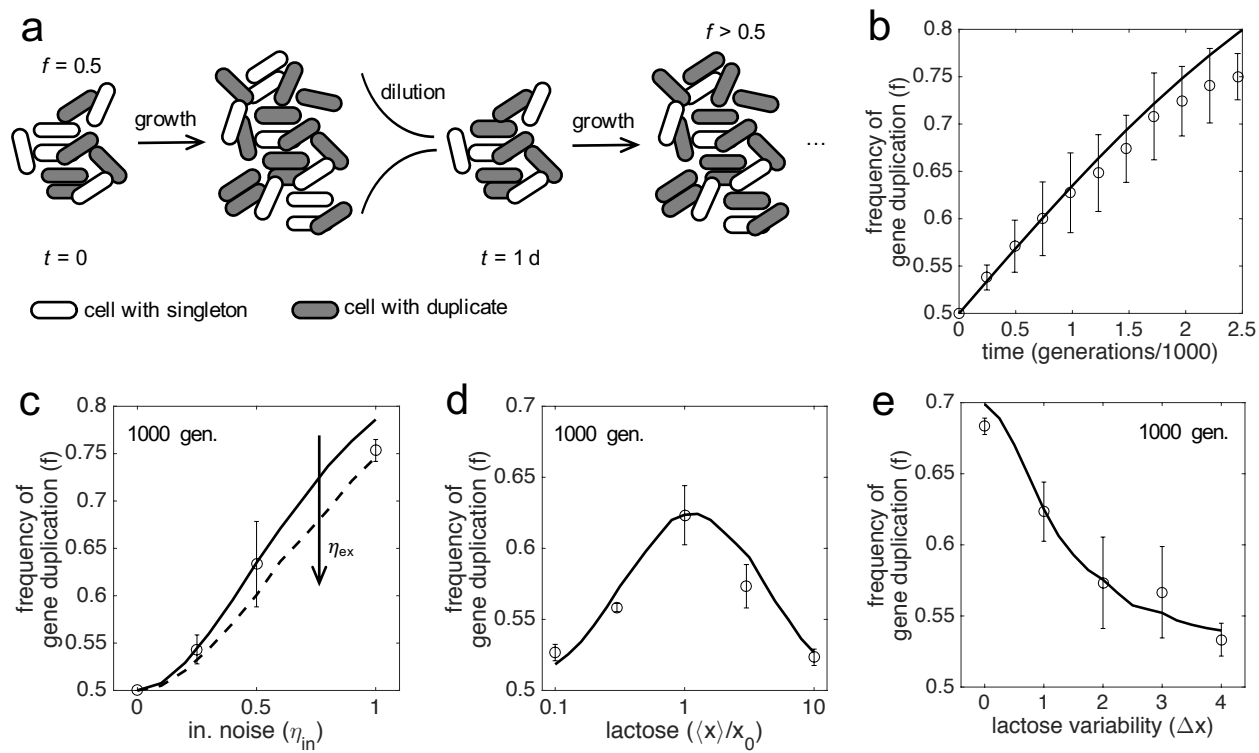 a
f = 0.5
growth
dilution
growth
f > 0.5
...
t = 0
t = 1 d
cell with singleton
cell with duplicate
b
frequency of
gene duplication (f)
0.8
0.75
0.7
0.65
0.6
0.55
0.5
0 0.5 1 1.5 2 2.5
time (generations/1000)
c
1000 gen.
frequency of
gene duplication (f)
0.8
0.75
0.7
0.65
0.6
0.55
0.5
ηex
0 0.5 1
in. noise (ηin)
d
1000 gen.
frequency of
gene duplication (f)
0.7
0.65
0.6
0.55
0.5
0.1 1 10
lactose (⟨x⟩/x0)
e
1000 gen.
frequency of
gene duplication (f)
0.7
0.65
0.6
0.55
0.5
0 1 2 3 4
lactose variability (Δx)